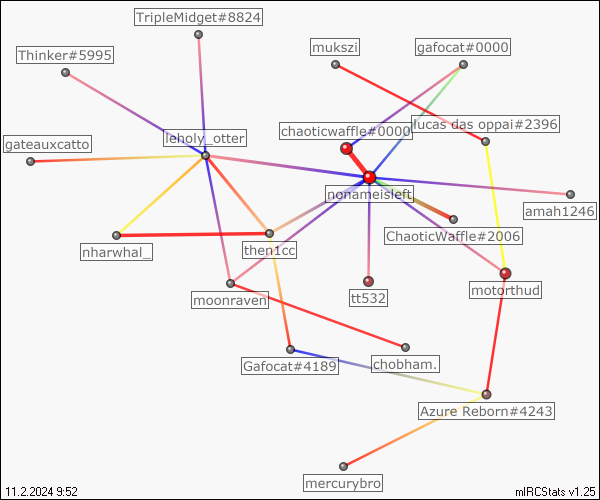 TripleMidget#8824
mukszi
gafocat#0000
Thinker#5995
chaoticwaffle#0000
lucas das oppai#2396
gateauxcatto
leholy_otter
nonameisleft
amah1246
ChaoticWaffle#2006
nharwhal_
then1cc
moonraven
tt532
motorthud
Gafocat#4189
chobham.
Azure Reborn#4243
mercurybro
11.2.2024 9:52
mIRCStats v1.25